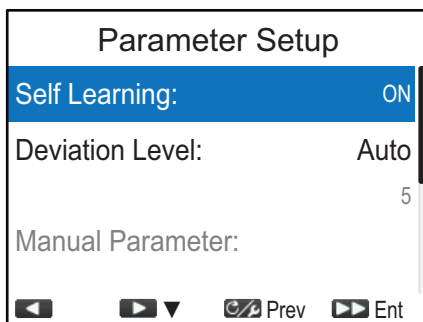 Parameter Setup
Self Learning: ON
Deviation Level: Auto
5
Manual Parameter:
Prev Ent